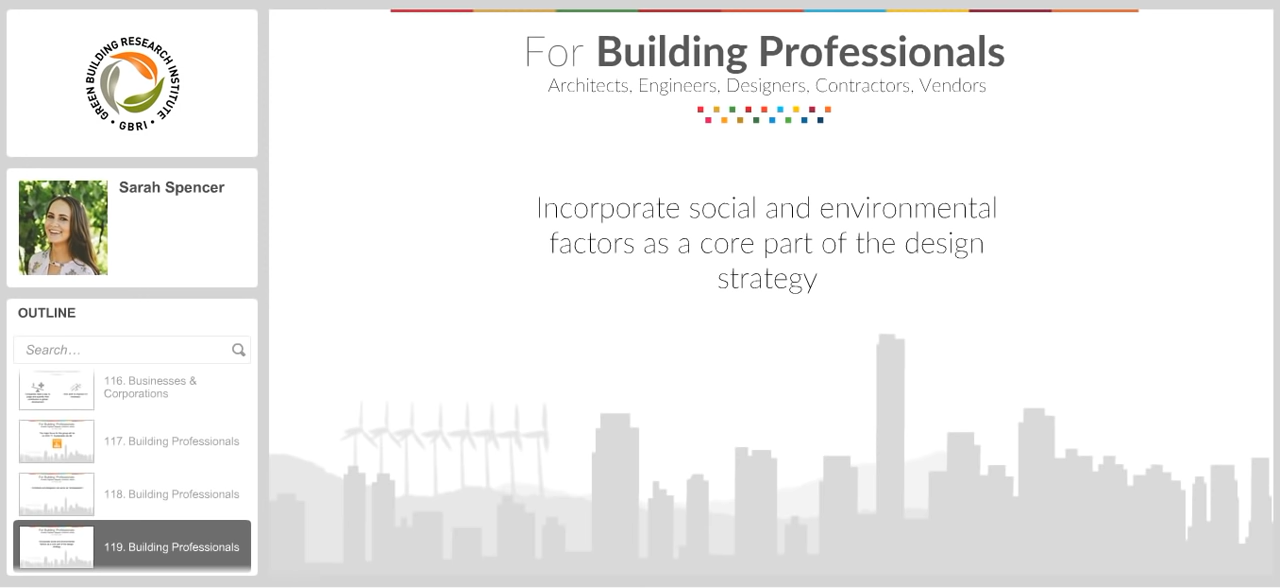 GREEN BUILDING RESEARCH INSTITUTE
• GBRI •
Sarah Spencer
OUTLINE
Search...
116. Businesses &
Corporations
117. Building Professionals
118. Building Professionals
119. Building Professionals
For Building Professionals
Architects, Engineers, Designers, Contractors, Vendors
Incorporate social and environmental
factors as a core part of the design
strategy